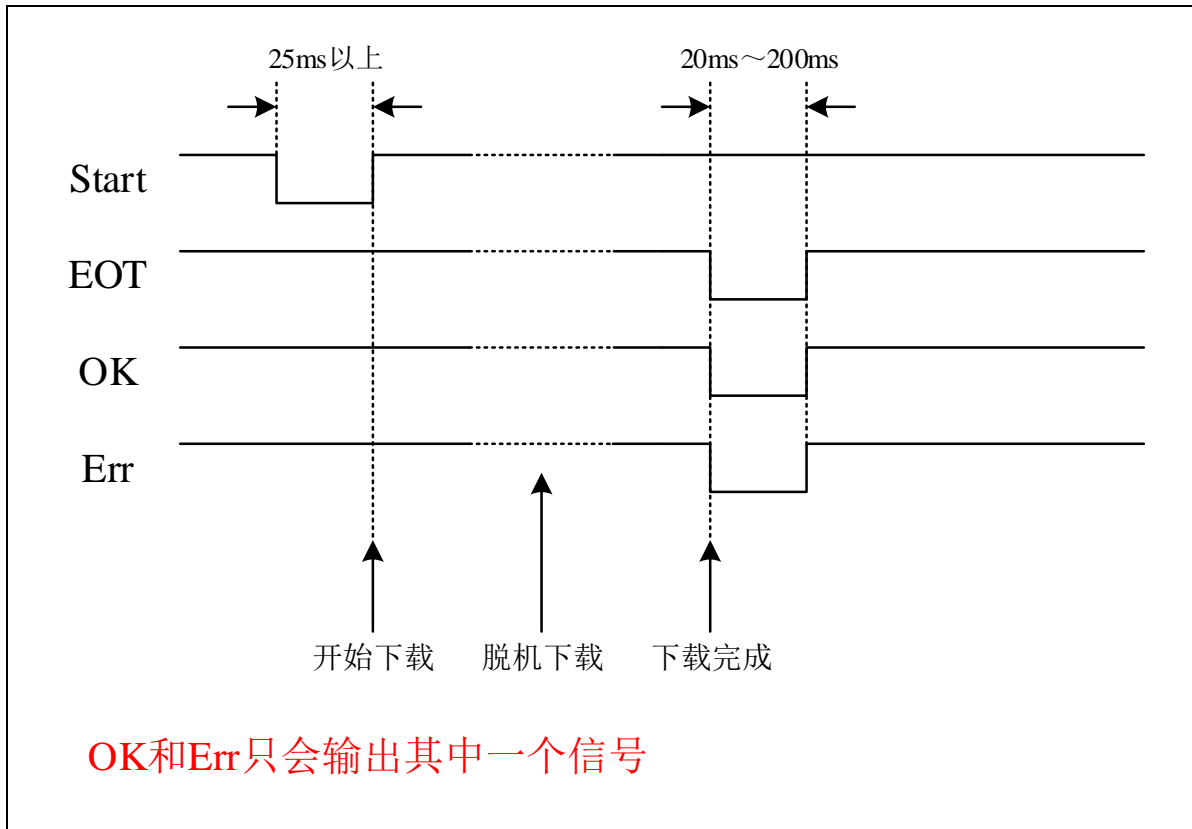 25ms以上
20ms～200ms
Start
EOT
OK
Err
开始下载
脱机下载
下载完成
OK和Err只会输出其中一个信号